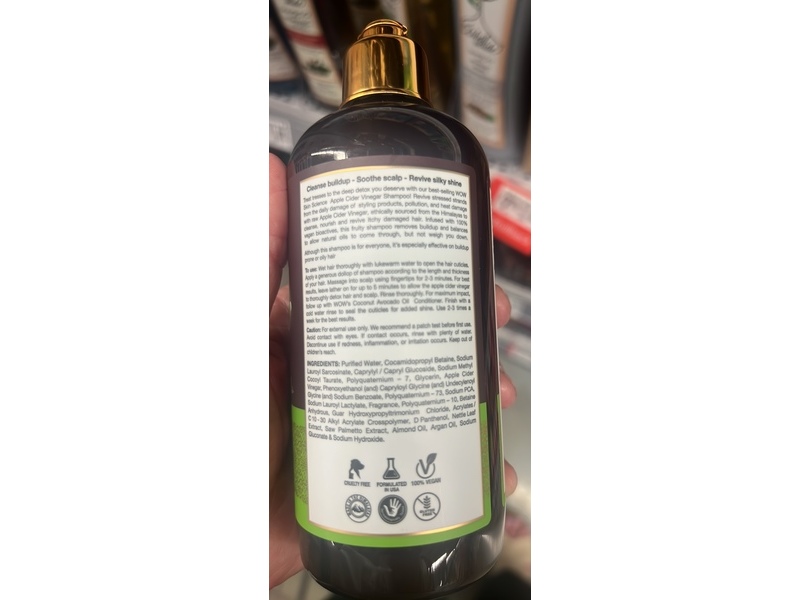 Cleanse buildup - Soothe scalp - Revive silky shine
Treat tresses to the deep detox you deserve with our best-selling WOW
Skin Science Apple Cider Vinegar Shampoo! Revive stressed strands
from the daily damage of styling products, pollution, and heat damage
with raw Apple Cider Vinegar, ethically sourced from the Himalayas to
cleanse, nourish and revive itchy damaged hair. Infused with 100%
vegan bioactives, this fruity shampoo removes buildup and balances
to allow natural oils to come through, but not weigh you down.
Although this shampoo is for everyone, it's especially effective on buildup
prone or oily hair
To use: Wet hair thoroughly with lukewarm water to open the hair cuticles.
Apply a generous dollop of shampoo according to the length and thickness
of your hair. Massage into scalp using fingertips for 2-3 minutes. For best
results, leave lather on for up to 5 minutes to allow the apple cider vinegar
to thoroughly detox hair and scalp. Rinse thoroughly. For maximum impact,
follow up with WOW's Coconut Avocado Oil Conditioner. Finish with a
cold water rinse to seal the cuticles for added shine. Use 2-3 times a
week for the best results.
Caution: For external use only. We recommend a patch test before first use.
Avoid contact with eyes. If contact occurs, rinse with plenty of water.
Discontinue use if redness, inflammation, or irritation occurs. Keep out of
children's reach.
INGREDIENTS: Purified Water, Cocamidopropyl Betaine, Sodium
Lauroyl Sarcosinate, Caprylyl / Capryl Glucoside, Sodium Methyl
Cocoyl Taurate, Polyquaternium – 7, Glycerin, Apple Cider
Vinegar, Phenoxyethanol (and) Capryloyl Glycine (and) Undecylenoyl
Glycine (and) Sodium Benzoate, Polyquaternium – 73, Sodium PCA,
Sodium Lauroyl Lactylate, Fragrance, Polyquaternium – 10, Betaine
Anhydrous, Guar Hydroxypropyltrimonium Chloride, Acrylates /
C 10 - 30 Alkyl Acrylate Crosspolymer, D Panthenol, Nettle Leaf
Extract, Saw Palmetto Extract, Almond Oil, Argan Oil, Sodium
Gluconate & Sodium Hydroxide.
CRUELTY FREE
FORMULATED
IN USA
100% VEGAN
GLUTEN
FREE